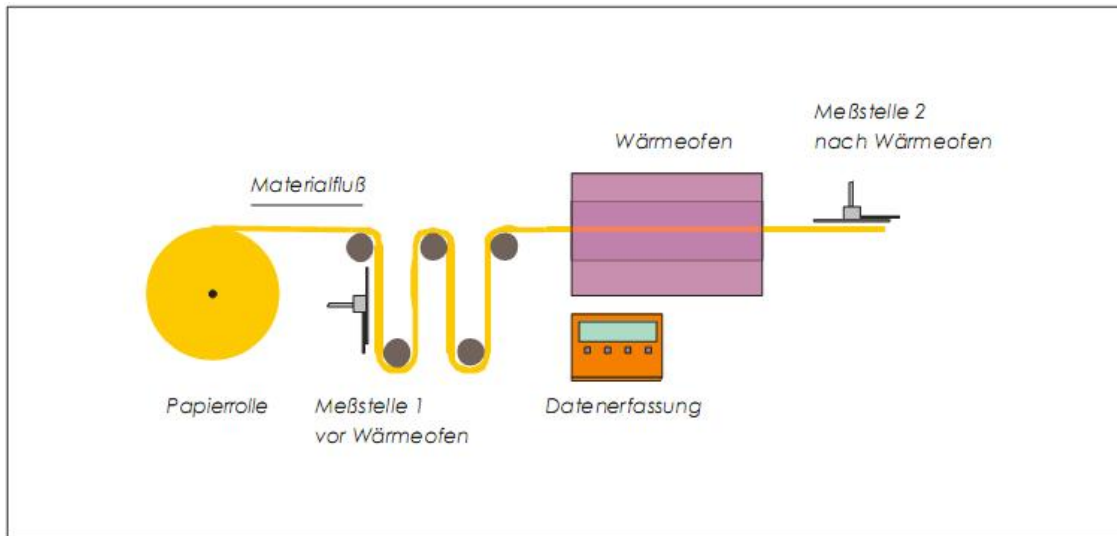 Meßstelle 2
nach Wärmeofen
Wärmeofen
Materialfluß
Papierrolle
Meßstelle 1
vor Wärmeofen
Datenerfassung